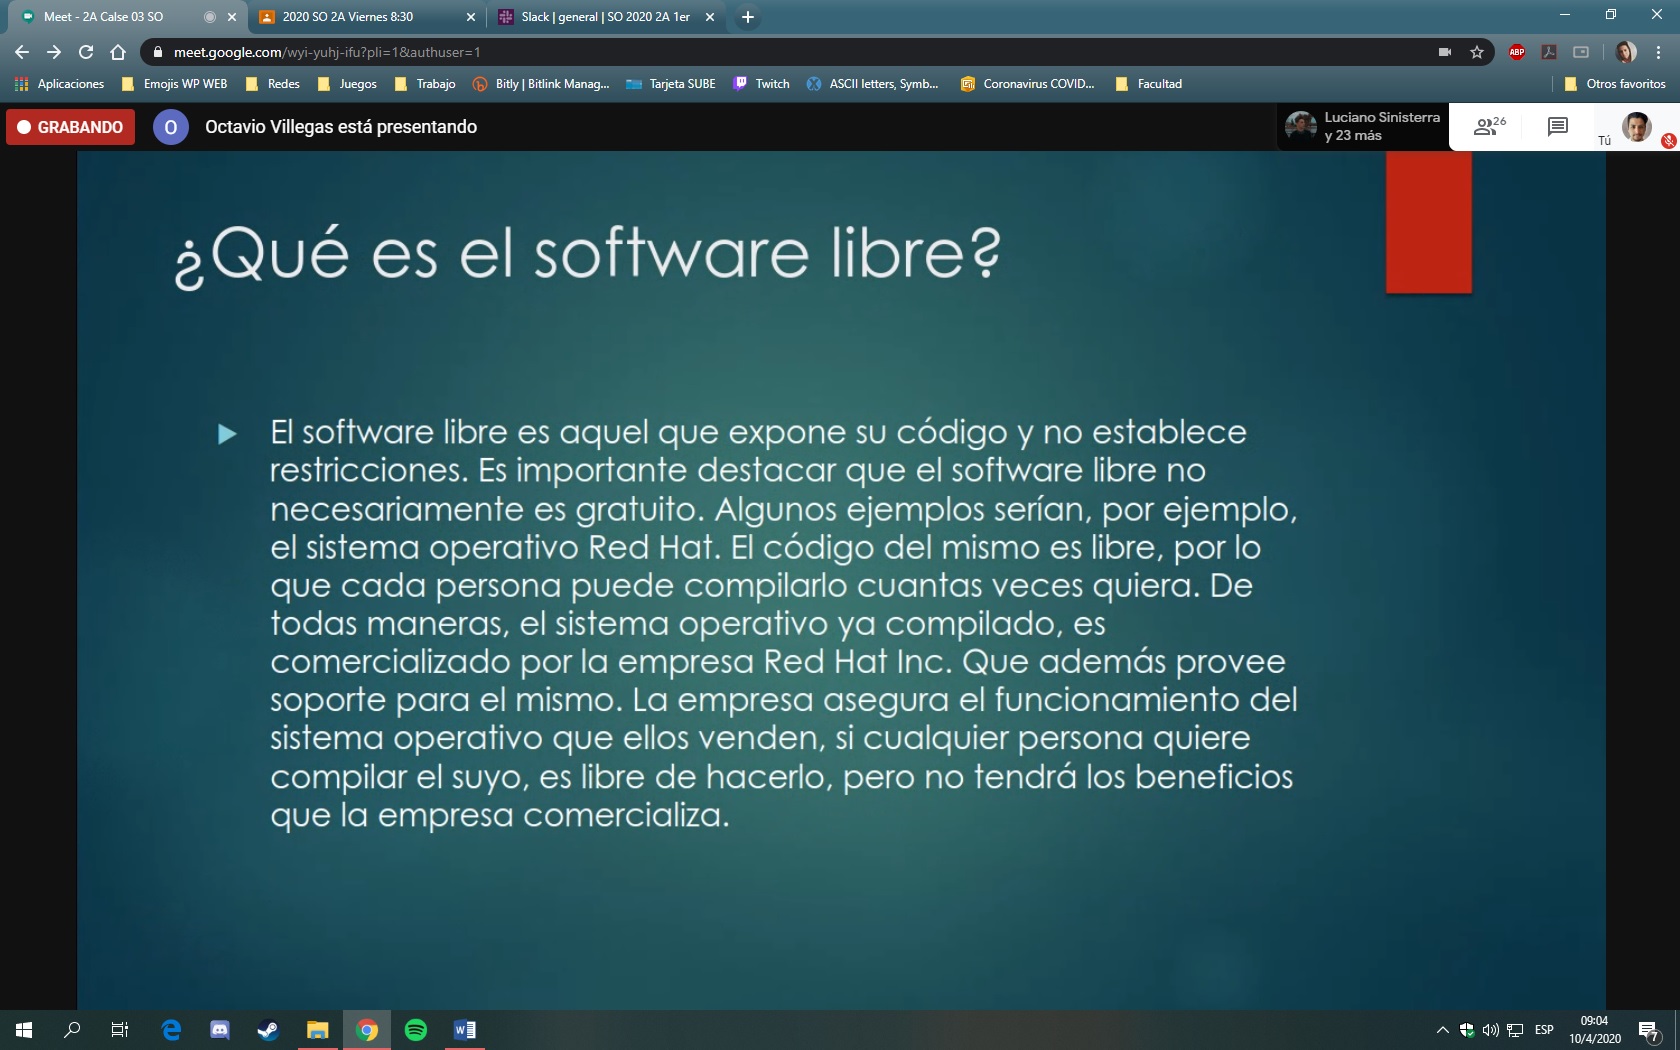 Meet - 2A Calse 03 SO
2020 SO 2A Viernes 8:30
Slack | general | SO 2020 2A 1er
meet.google.com/wyi-yuhj-ifu?pli=1&authuser=1
ABP
Aplicaciones
Emojis WP WEB
Redes
Juegos
Trabajo
Bitly | Bitlink Manag...
Tarjeta SUBE
Twitch
ASCII letters, Symb...
Coronavirus COVID...
Facultad
Otros favoritos
GRABANDO
O
Octavio Villegas está presentando
Luciano Sinisterra
y 23 más
26
Tú
¿Qué es el software libre?
El software libre es aquel que expone su código y no establece
restricciones. Es importante destacar que el software libre no
necesariamente es gratuito. Algunos ejemplos serían, por ejemplo,
el sistema operativo Red Hat. El código del mismo es libre, por lo
que cada persona puede compilarlo cuantas veces quiera. De
todas maneras, el sistema operativo ya compilado, es
comercializado por la empresa Red Hat Inc. Que además provee
soporte para el mismo. La empresa asegura el funcionamiento del
sistema operativo que ellos venden, si cualquier persona quiere
compilar el suyo, es libre de hacerlo, pero no tendrá los beneficios
que la empresa comercializa.
ESP
09:04
10/4/2020
7